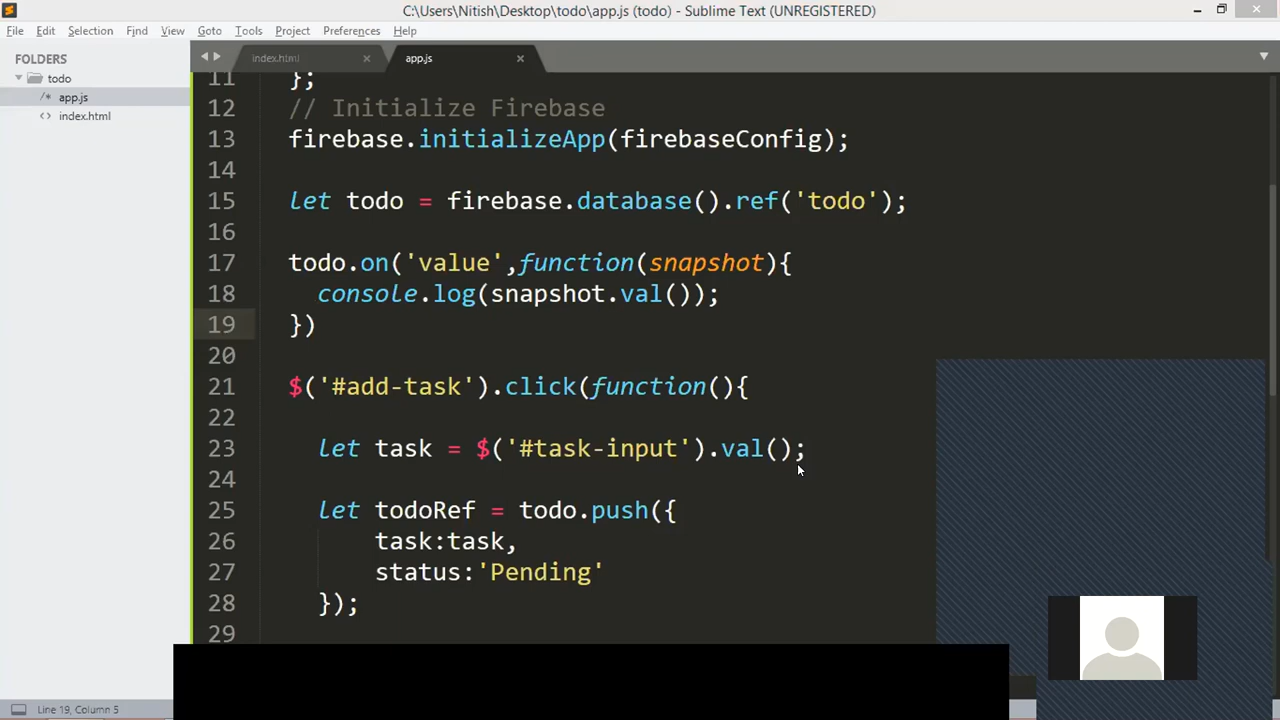 C:\Users\Nitish\Desktop\todo\app.js (todo) - Sublime Text (UNREGISTERED)
File Edit Selection Find View Goto Tools Project Preferences Help
FOLDERS
todo
app.js
index.html
index.html
app.js
11 };
12 // Initialize Firebase
13 firebase.initializeApp(firebaseConfig);
14
15 let todo = firebase.database().ref('todo');
16
17 todo.on('value',function(snapshot){
18 console.log(snapshot.val());
19 })
20
21 $('#add-task').click(function(){
22
23 let task = $('#task-input').val();
24
25 let todoRef = todo.push({
26 task:task,
27 status:'Pending'
28 });
29
Line 19, Column 5